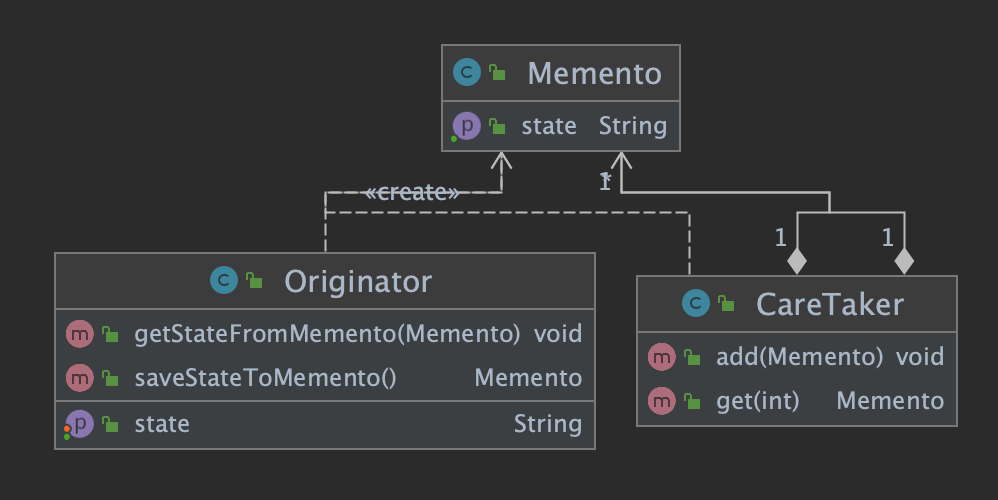 Memento
state String
«create»
1
*
1
1
Originator
getStateFromMemento(Memento) void
saveStateToMemento() Memento
state String
CareTaker
add(Memento) void
get(int) Memento